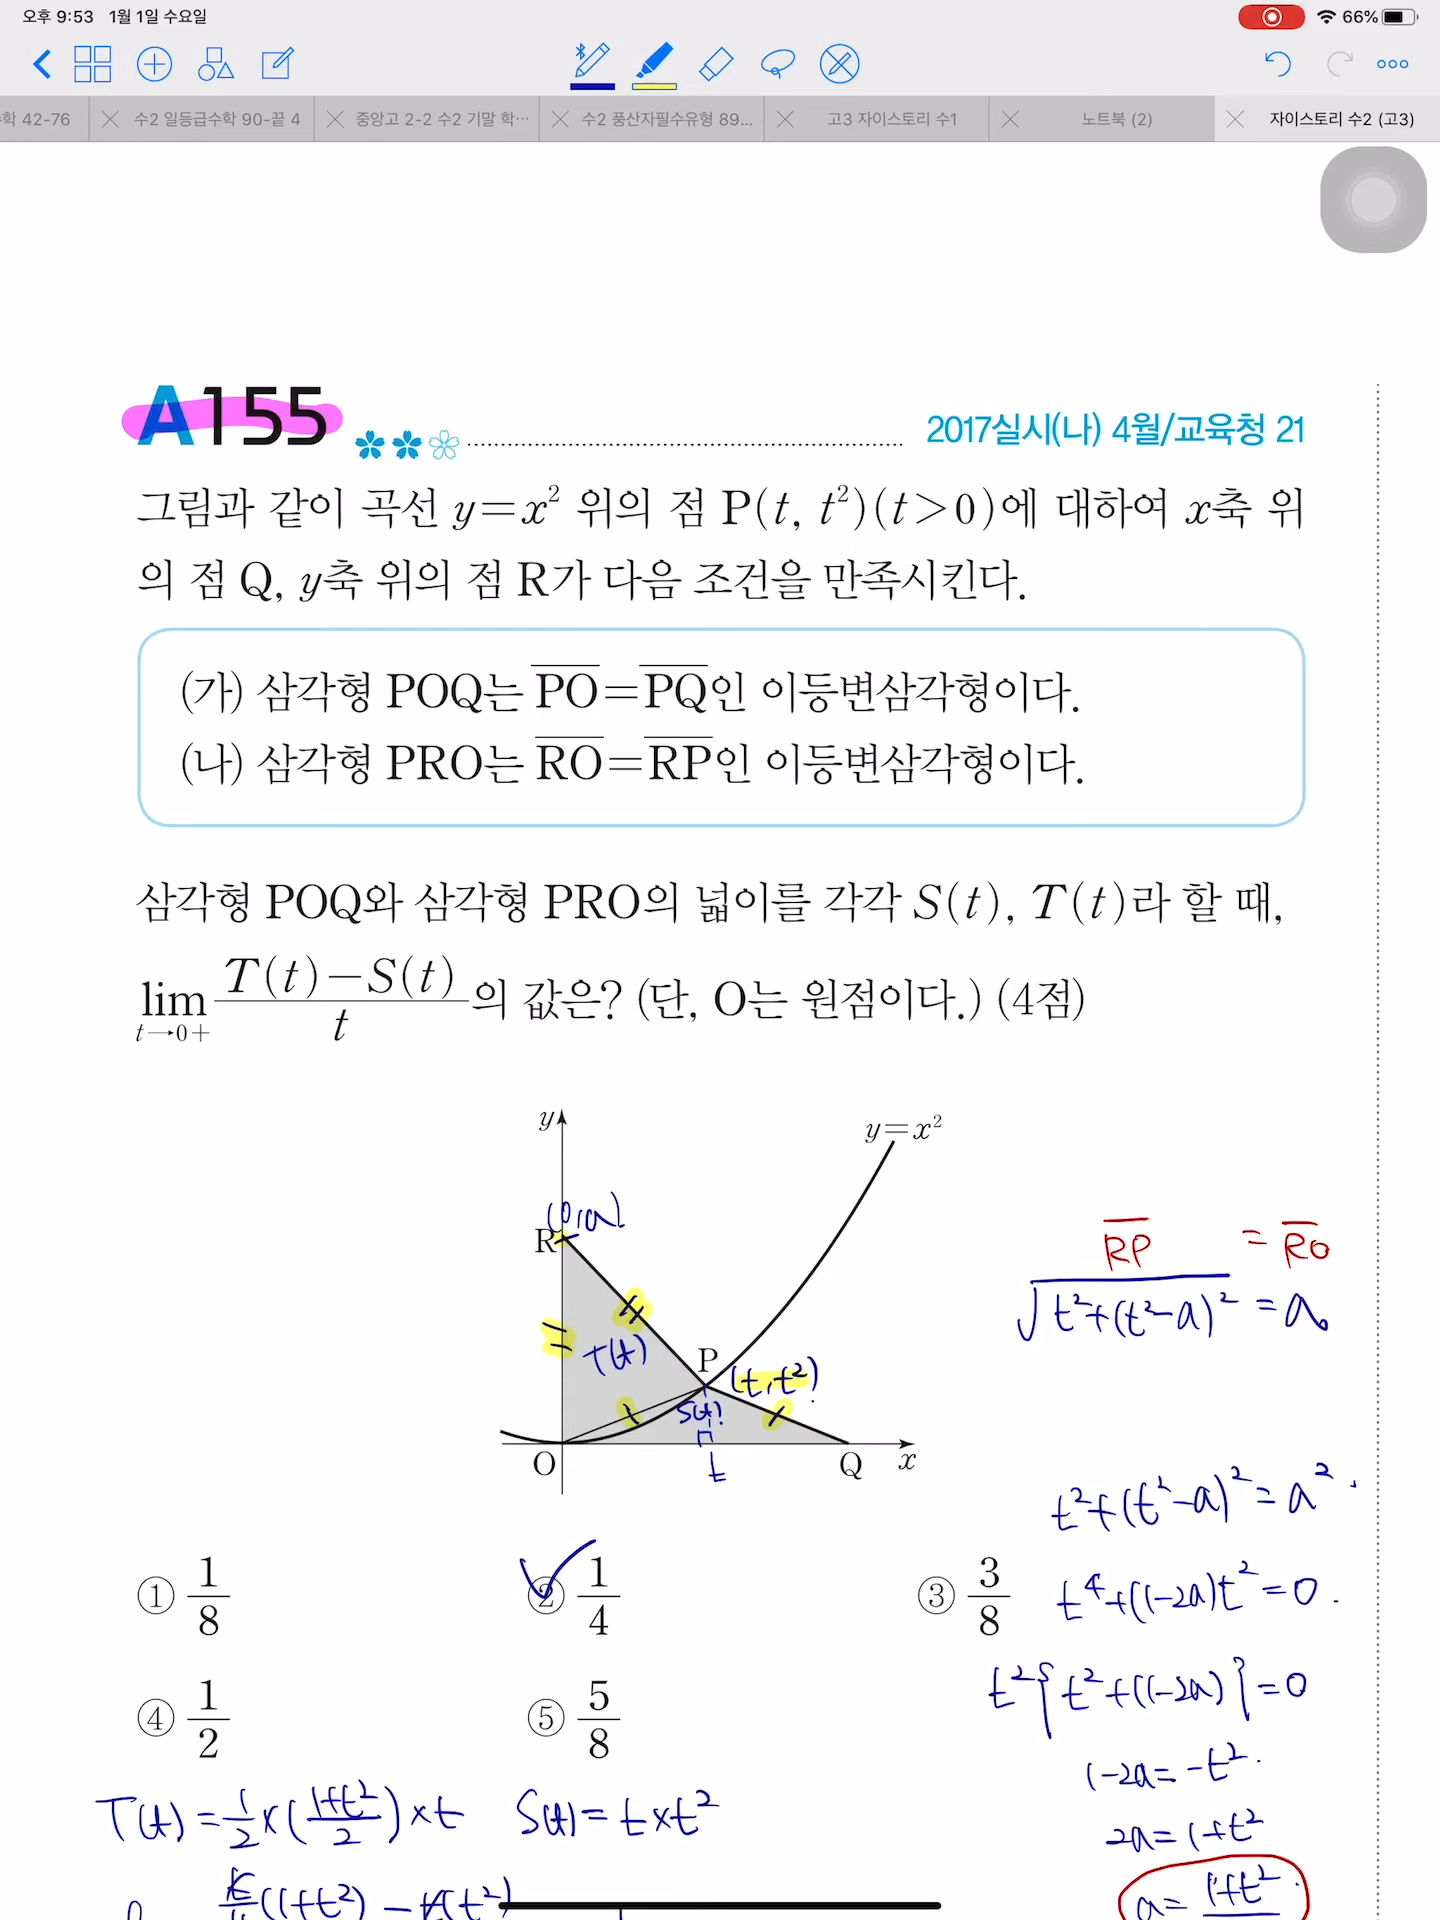 오후 9:53 1월 1일 수요일
66%
학 42-76
수2 일등급수학 90-끝 4
중앙고 2-2 수2 기말 학…
수2 풍산자필수유형 89...
고3 자이스토리 수1
노트북 (2)
자이스토리 수2 (고3)
A155
2017실시(나) 4월/교육청 21
그림과 같이 곡선 y=x² 위의 점 P(t, t²)(t>0)에 대하여 x축 위
의 점 Q, y축 위의 점 R가 다음 조건을 만족시킨다.
(가) 삼각형 POQ는 P̅O̅=P̅Q̅인 이등변삼각형이다.
(나) 삼각형 PRO는 R̅O̅=R̅P̅인 이등변삼각형이다.
삼각형 POQ와 삼각형 PRO의 넓이를 각각 S(t), T(t)라 할 때,
lim t→0+ (T(t)-S(t))/t 의 값은? (단, O는 원점이다.) (4점)
y
y=x²
(0,a)
R
R̅P̅ = R̅O̅
√(t²+(t²-a)²) = a
T(t)
P
(t,t²)
S(t)
O
t
Q
x
t²+(t²-a)²=a²
① 1/8
② 1/4
③ 3/8
t⁴+(1-2a)t²=0
t²{t²+(1-2a)}=0
④ 1/2
⑤ 5/8
1-2a=-t²
T(t)=1/2×((1+t²)/2)×t
S(t)=t×t²
2a=1+t²
a=1+t²